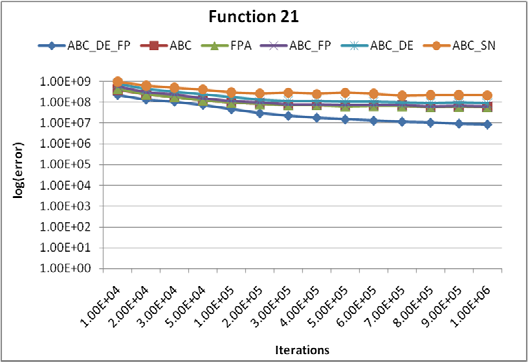 Function 21
ABC_DE_FP ABC FPA ABC_FP ABC_DE ABC_SN
log(error)
1.00E+09
1.00E+08
1.00E+07
1.00E+06
1.00E+05
1.00E+04
1.00E+03
1.00E+02
1.00E+01
1.00E+00
1.00E+04 2.00E+04 3.00E+04 5.00E+04 1.00E+05 2.00E+05 3.00E+05 4.00E+05 5.00E+05 6.00E+05 7.00E+05 8.00E+05 9.00E+05 1.00E+06
Iterations